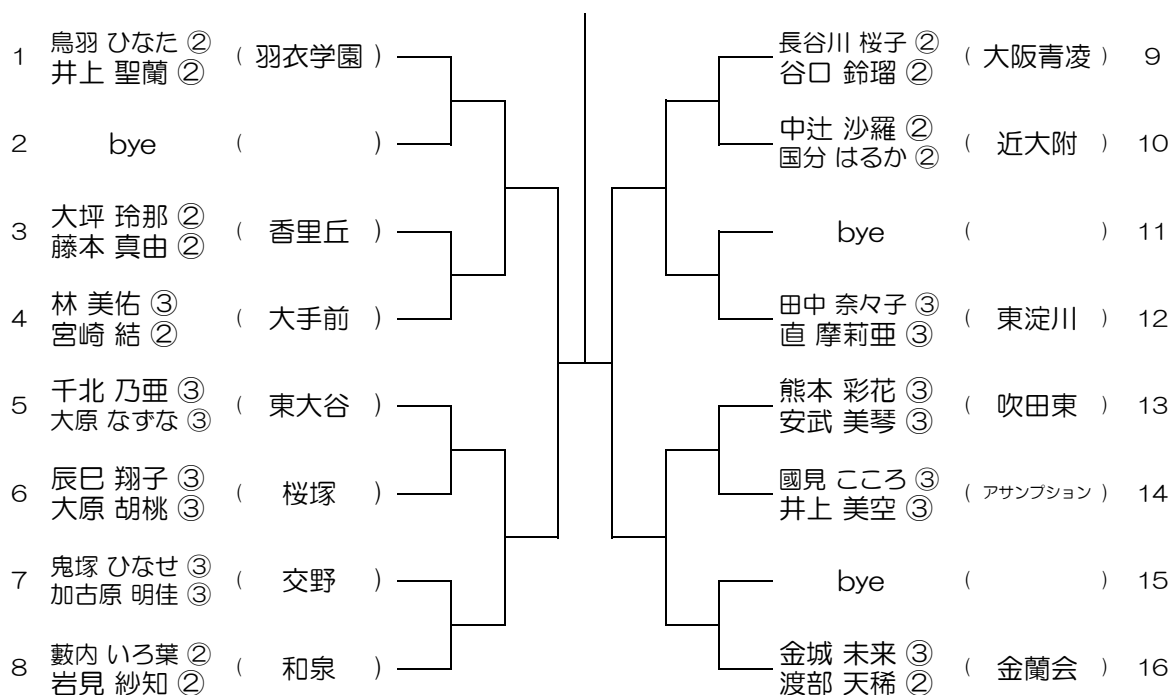 1 鳥羽 ひなた ② 井上 聖蘭 ② ( 羽衣学園 )
2 bye ( )
3 大坪 玲那 ② 藤本 真由 ② ( 香里丘 )
4 林 美佑 ③ 宮崎 結 ② ( 大手前 )
5 千北 乃亜 ③ 大原 なずな ③ ( 東大谷 )
6 辰巳 翔子 ③ 大原 胡桃 ③ ( 桜塚 )
7 鬼塚 ひなせ ③ 加古原 明佳 ③ ( 交野 )
8 藪内 いろ葉 ② 岩見 紗知 ② ( 和泉 )
長谷川 桜子 ② 谷口 鈴瑠 ② ( 大阪青凌 ) 9
中辻 沙羅 ② 国分 はるか ② ( 近大附 ) 10
bye ( ) 11
田中 奈々子 ③ 直 摩莉亜 ③ ( 東淀川 ) 12
熊本 彩花 ③ 安武 美琴 ③ ( 吹田東 ) 13
國見 こころ ③ 井上 美空 ③ ( アサンプション ) 14
bye ( ) 15
金城 未来 ③ 渡部 天稀 ② ( 金蘭会 ) 16